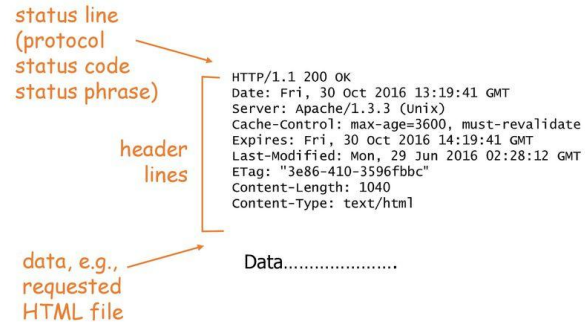 status line
(protocol
status code
status phrase)
HTTP/1.1 200 OK
Date: Fri, 30 Oct 2016 13:19:41 GMT
Server: Apache/1.3.3 (Unix)
Cache-Control: max-age=3600, must-revalidate
Expires: Fri, 30 Oct 2016 14:19:41 GMT
Last-Modified: Mon, 29 Jun 2016 02:28:12 GMT
ETag: "3e86-410-3596fbbc"
Content-Length: 1040
Content-Type: text/html
header
lines
data, e.g.,
requested
HTML file
Data......................